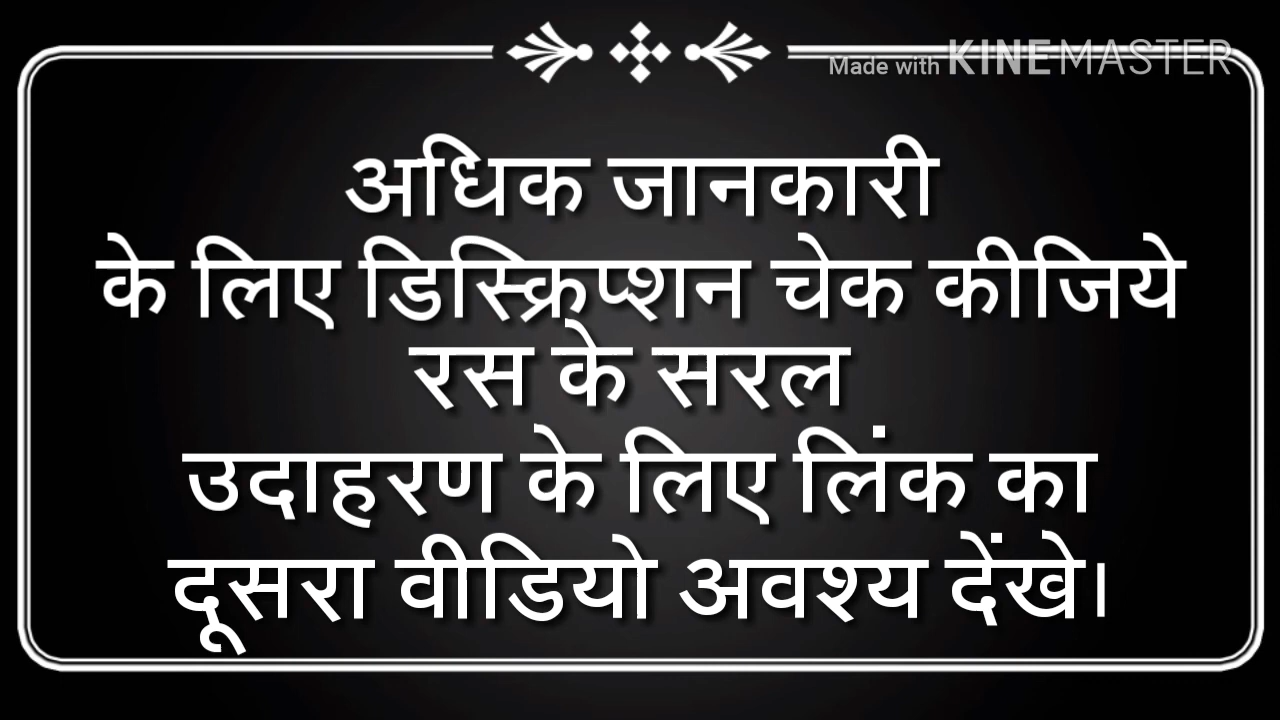 Made with KINEMASTER
अधिक जानकारी
के लिए डिस्क्रिप्शन चेक कीजिये
रस के सरल
उदाहरण के लिए लिंक का
दूसरा वीडियो अवश्य देंखे।